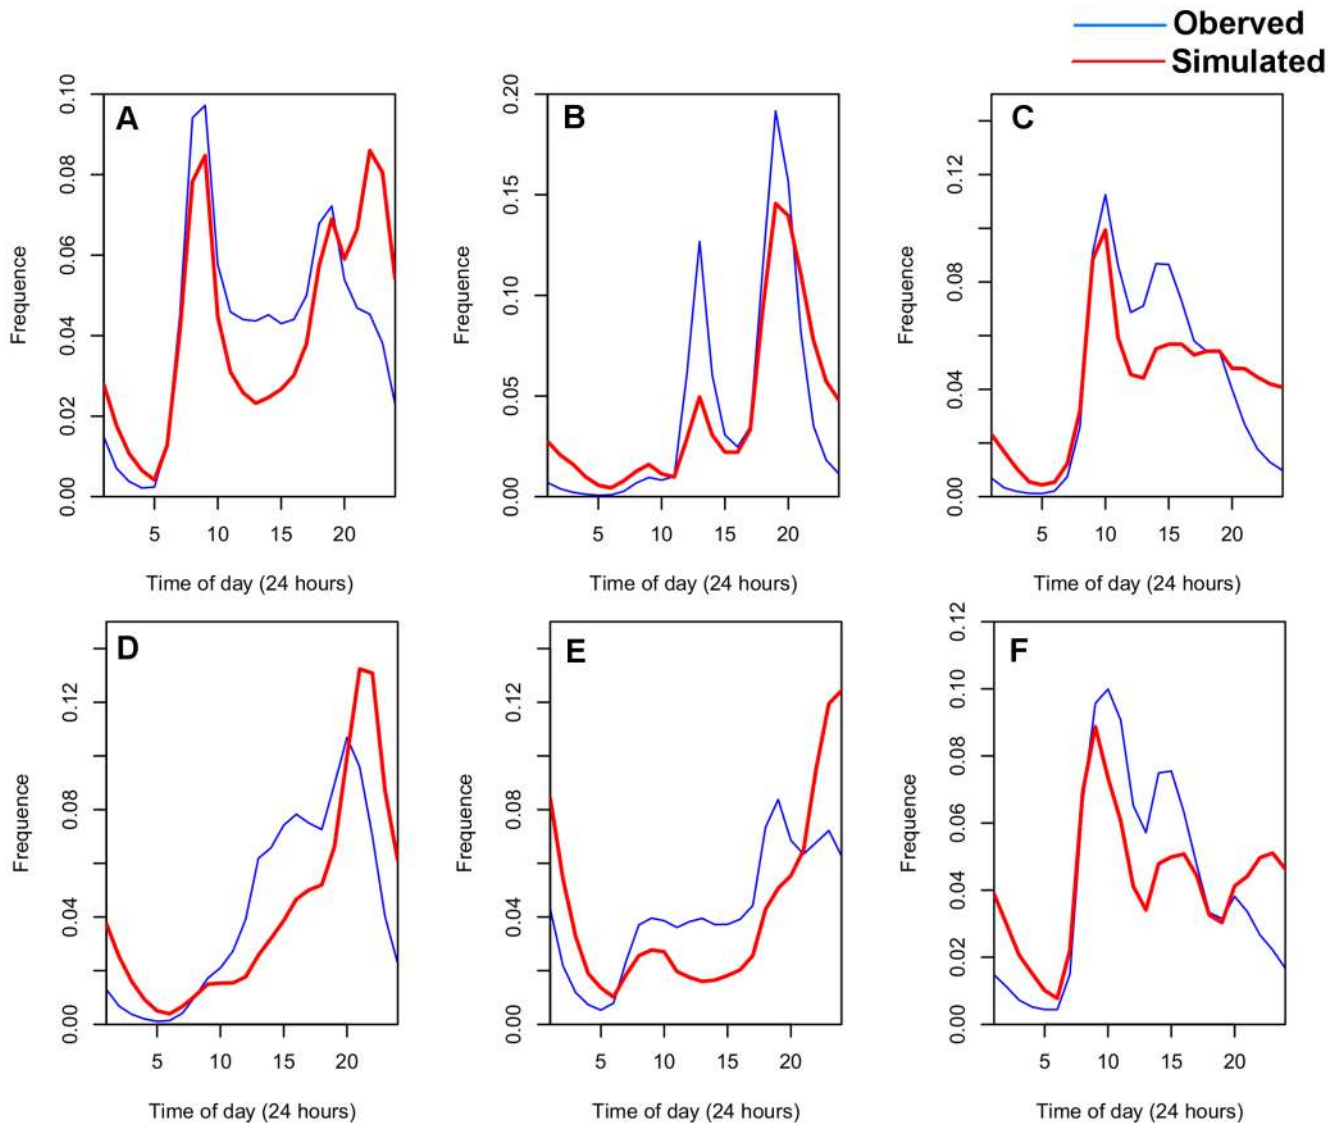 Oberved
Simulated
A
0.00 0.02 0.04 0.06 0.08 0.10
Frequence
5 10 15 20
Time of day (24 hours)
B
0.00 0.05 0.10 0.15 0.20
Frequence
5 10 15 20
Time of day (24 hours)
C
0.00 0.04 0.08 0.12
Frequence
5 10 15 20
Time of day (24 hours)
D
0.00 0.04 0.08 0.12
Frequence
5 10 15 20
Time of day (24 hours)
E
0.00 0.04 0.08 0.12
Frequence
5 10 15 20
Time of day (24 hours)
F
0.00 0.02 0.04 0.06 0.08 0.10 0.12
Frequence
5 10 15 20
Time of day (24 hours)